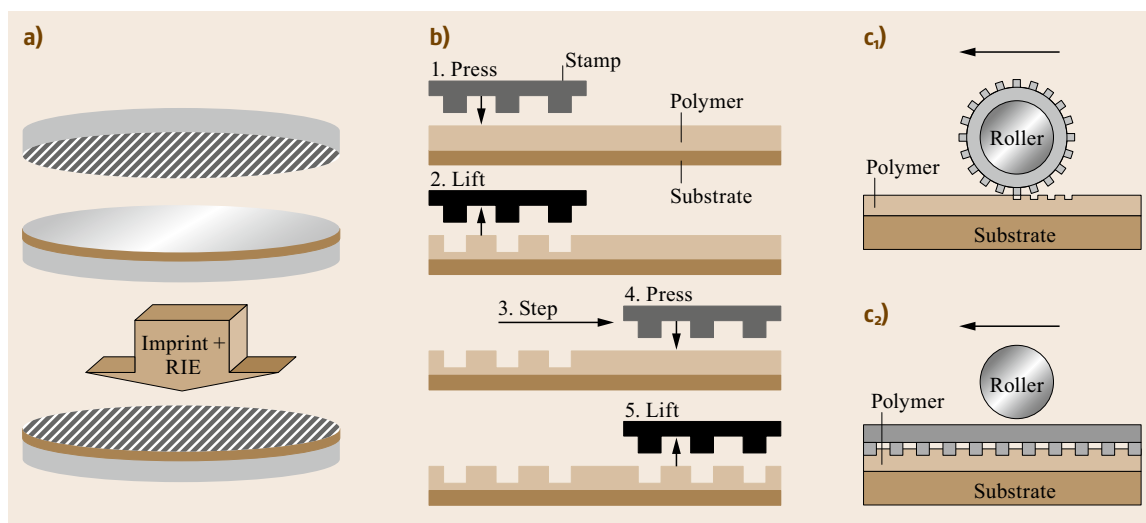 a)
Imprint +
RIE
b)
1. Press
Stamp
Polymer
2. Lift
Substrate
3. Step
4. Press
5. Lift
c₁)
Roller
Polymer
Substrate
c₂)
Roller
Polymer
Substrate